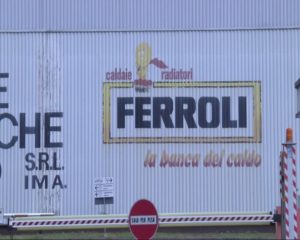 caldaie radiatori
FERROLI
la banca del caldo
E
CHE
S.R.L.
IMA.